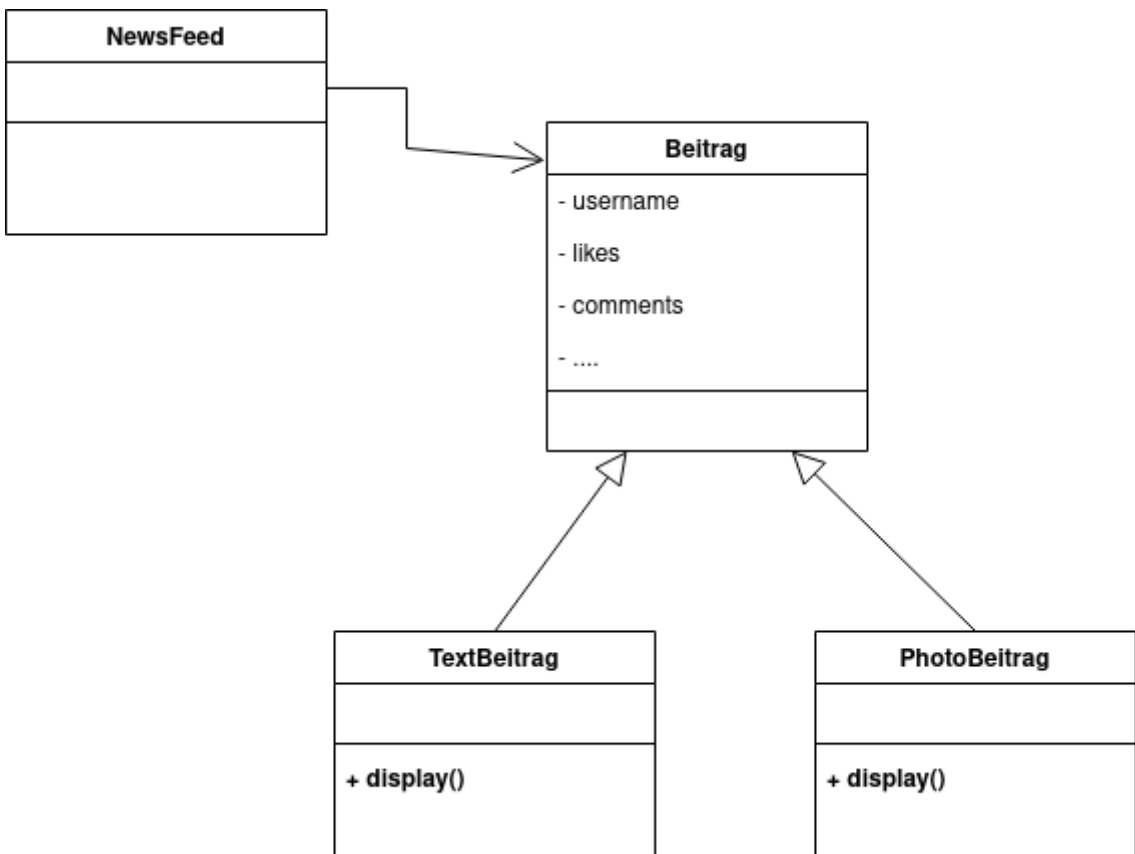 NewsFeed
Beitrag
- username
- likes
- comments
- ....
TextBeitrag
+ display()
PhotoBeitrag
+ display()